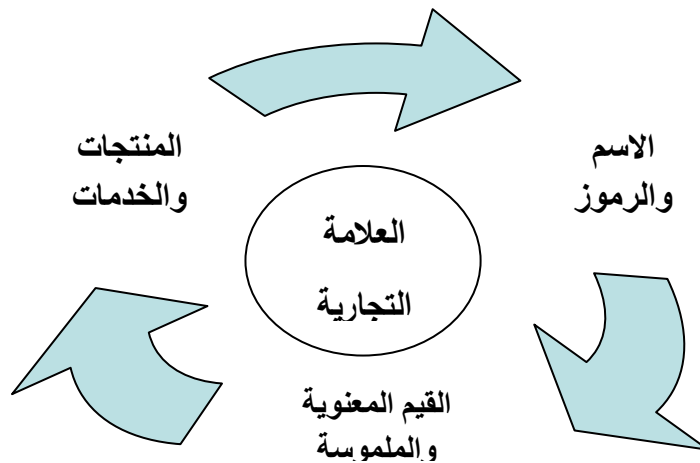 الاسم
والرموز
المنتجات
والخدمات
العلامة
التجارية
القيم المعنوية
والملموسة